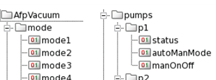 AfpVacuum
mode
mode1
mode2
mode3
mode4
pumps
p1
status
autoManMode
manOnOff
p2